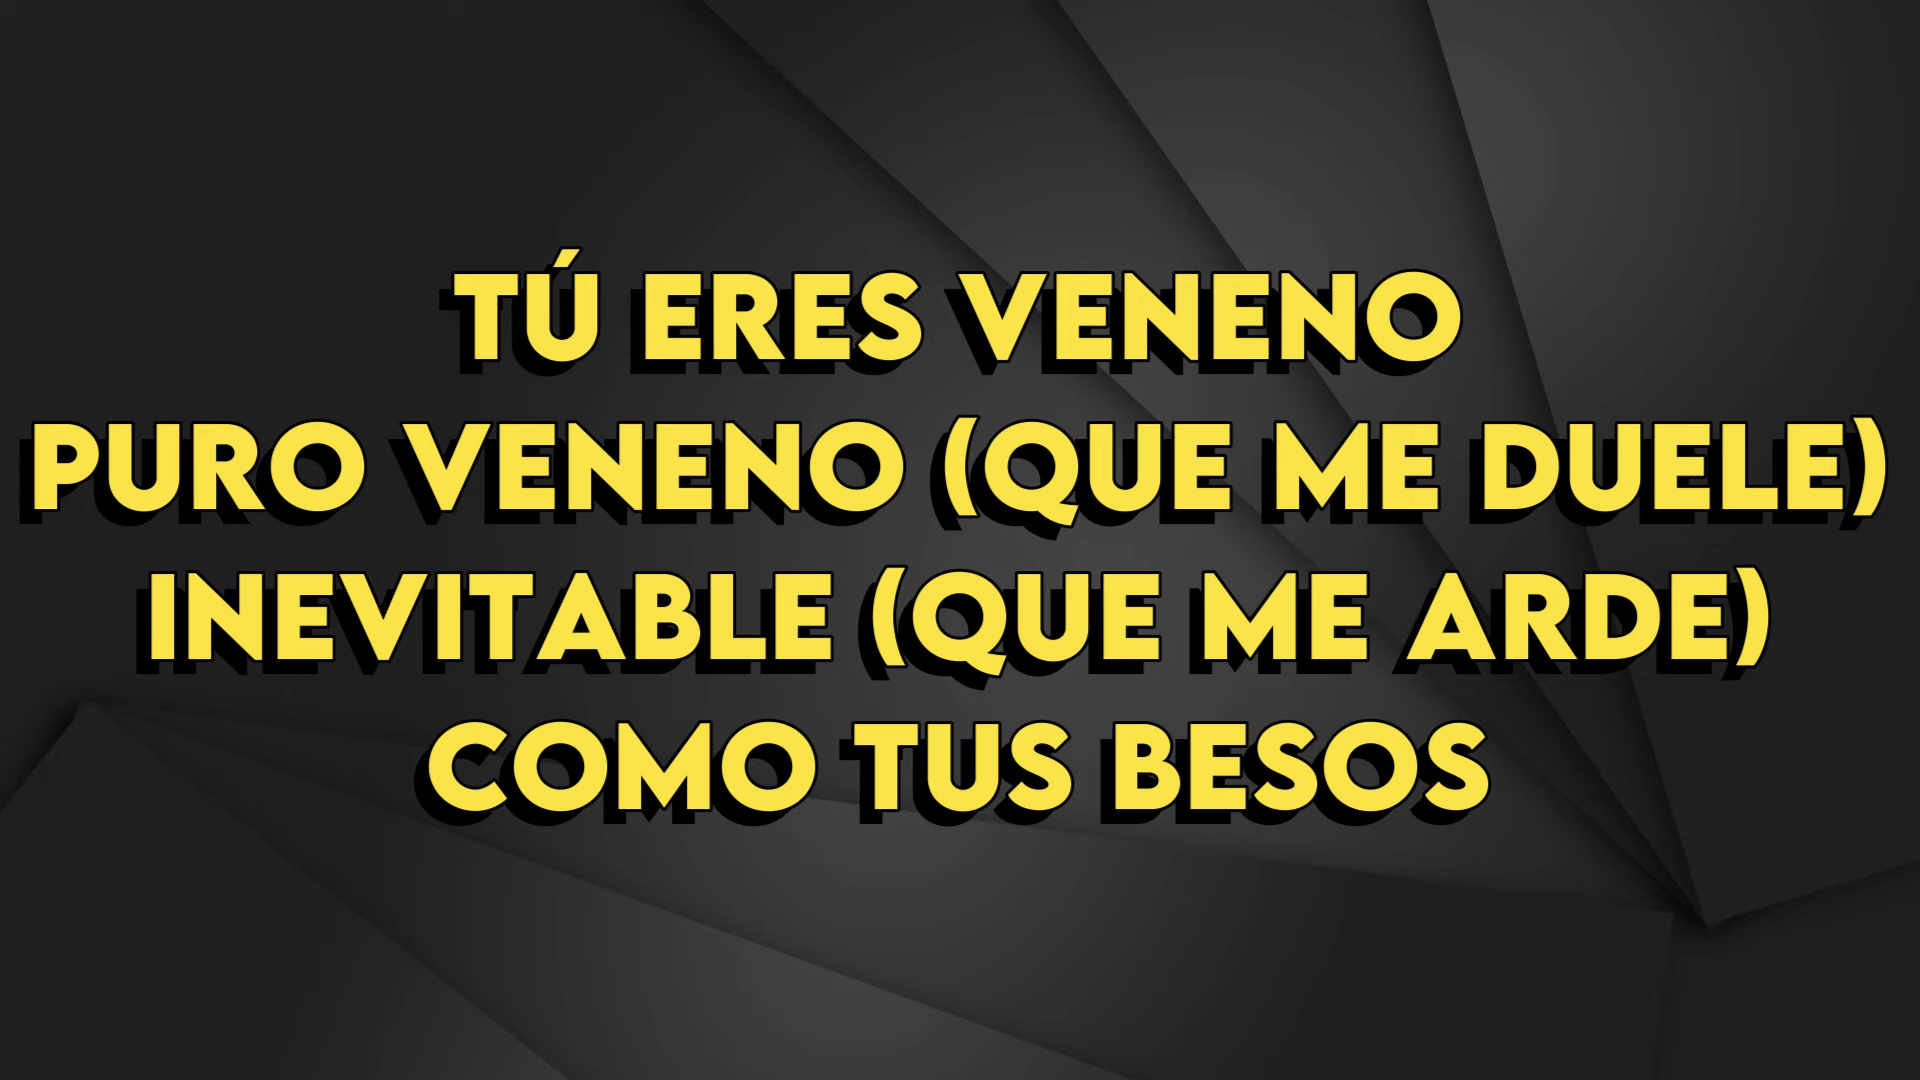 TÚ ERES VENENO
PURO VENENO (QUE ME DUELE)
INEVITABLE (QUE ME ARDE)
COMO TUS BESOS